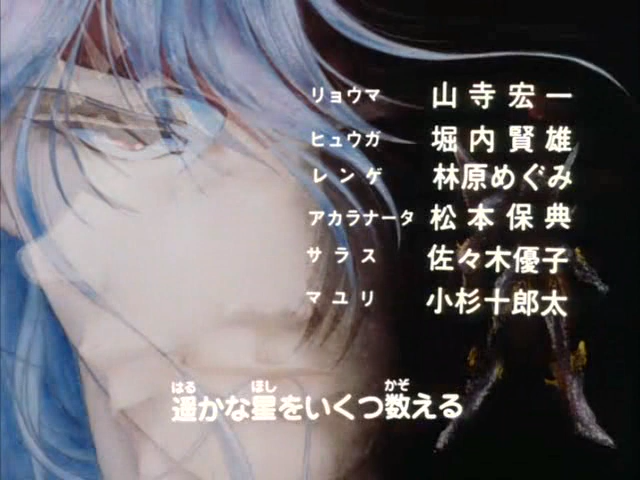 リョウマ 山寺宏一
ヒュウガ 堀内賢雄
レンゲ 林原めぐみ
アカラナータ 松本保典
サラス 佐々木優子
マユリ 小杉十郎太
はる ほし かぞ
遥かな星をいくつ数える